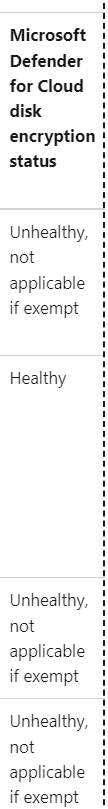 Microsoft
Defender
for Cloud
disk
encryption
status
Unhealthy,
not
applicable
if exempt
Healthy
Unhealthy,
not
applicable
if exempt
Unhealthy,
not
applicable
if exempt